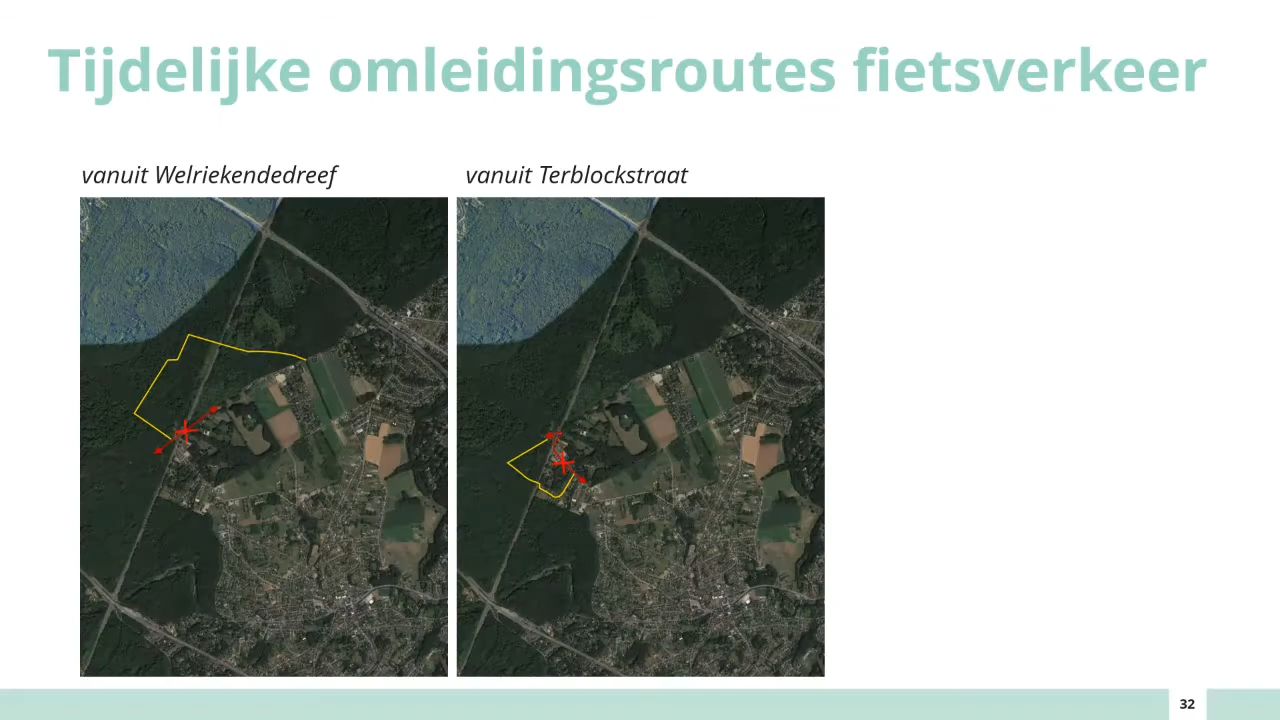 Tijdelijke omleidingsroutes fietsverkeer
vanuit Welriekendedreef
vanuit Terblockstraat
32